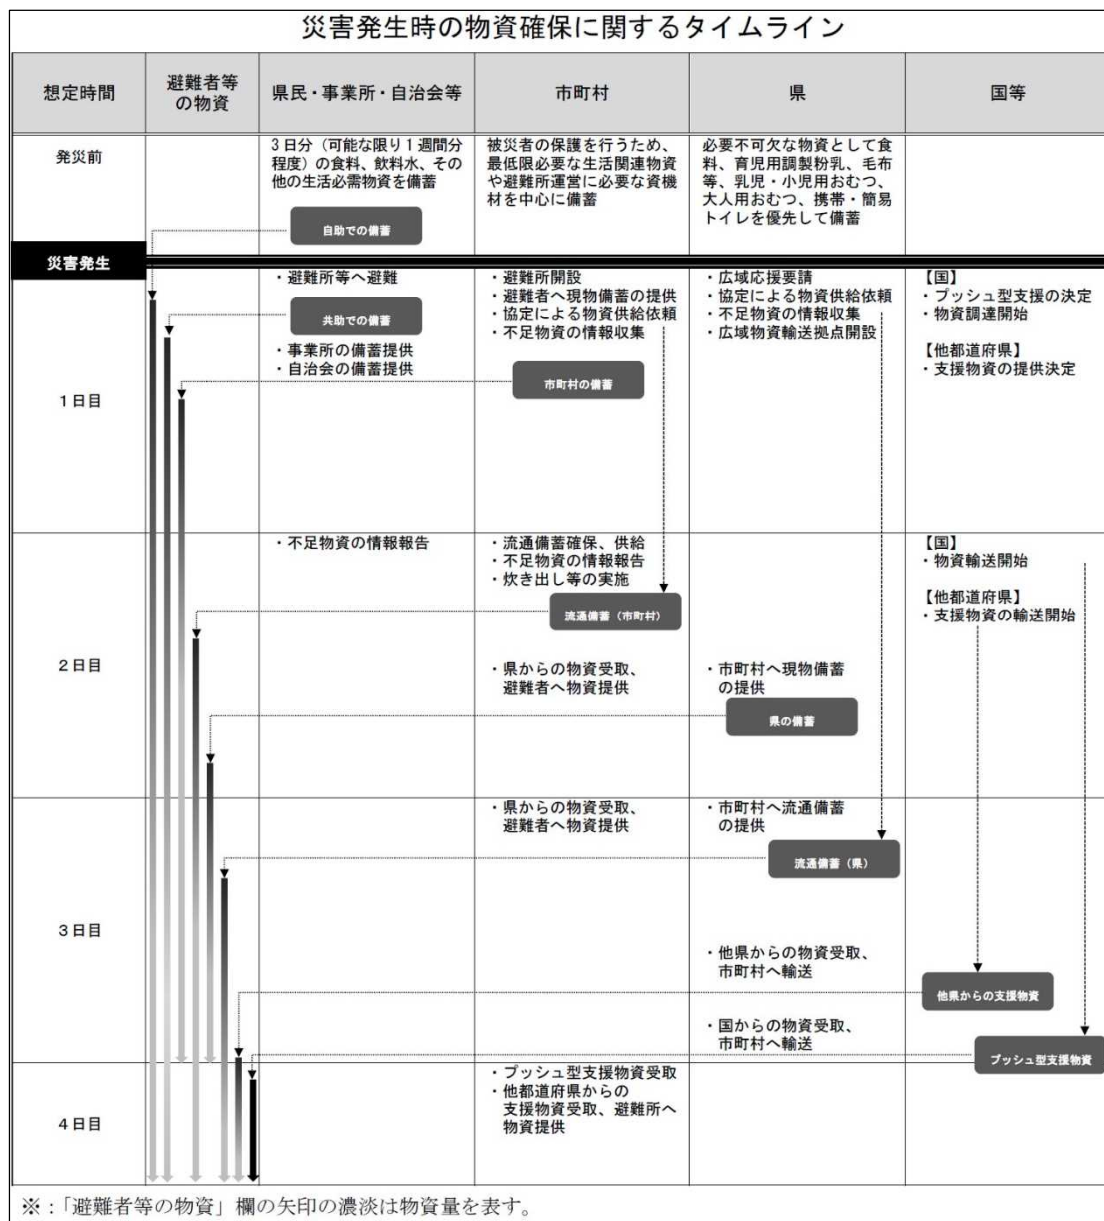 災害発生時の物資確保に関するタイムライン
想定時間
避難者等
の物資
県民・事業所・自治会等
市町村
県
国等
発災前
3日分（可能な限り1週間分
程度）の食料、飲料水、その
他の生活必需物資を備蓄
自助での備蓄
被災者の保護を行うため、
最低限必要な生活関連物資
や避難所運営に必要な資機
材を中心に備蓄
必要不可欠な物資として食
料、育児用調製粉乳、毛布
等、乳児・小児用おむつ、
大人用おむつ、携帯・簡易
トイレを優先して備蓄
災害発生
1日目
・避難所等へ避難
共助での備蓄
・事業所の備蓄提供
・自治会の備蓄提供
・避難所開設
・避難者へ現物備蓄の提供
・協定による物資供給依頼
・不足物資の情報収集
市町村の備蓄
・広域応援要請
・協定による物資供給依頼
・不足物資の情報収集
・広域物資輸送拠点開設
【国】
・プッシュ型支援の決定
・物資調達開始
【他都道府県】
・支援物資の提供決定
2日目
・不足物資の情報報告
・流通備蓄確保、供給
・不足物資の情報報告
・炊き出し等の実施
流通備蓄（市町村）
・県からの物資受取、
避難者へ物資提供
・市町村へ現物備蓄
の提供
県の備蓄
【国】
・物資輸送開始
【他都道府県】
・支援物資の輸送開始
3日目
・県からの物資受取、
避難者へ物資提供
・市町村へ流通備蓄
の提供
流通備蓄（県）
・他県からの物資受取、
市町村へ輸送
他県からの支援物資
・国からの物資受取、
市町村へ輸送
プッシュ型支援物資
4日目
・プッシュ型支援物資受取
・他都道府県からの
支援物資受取、避難所へ
物資提供
※：「避難者等の物資」欄の矢印の濃淡は物資量を表す。